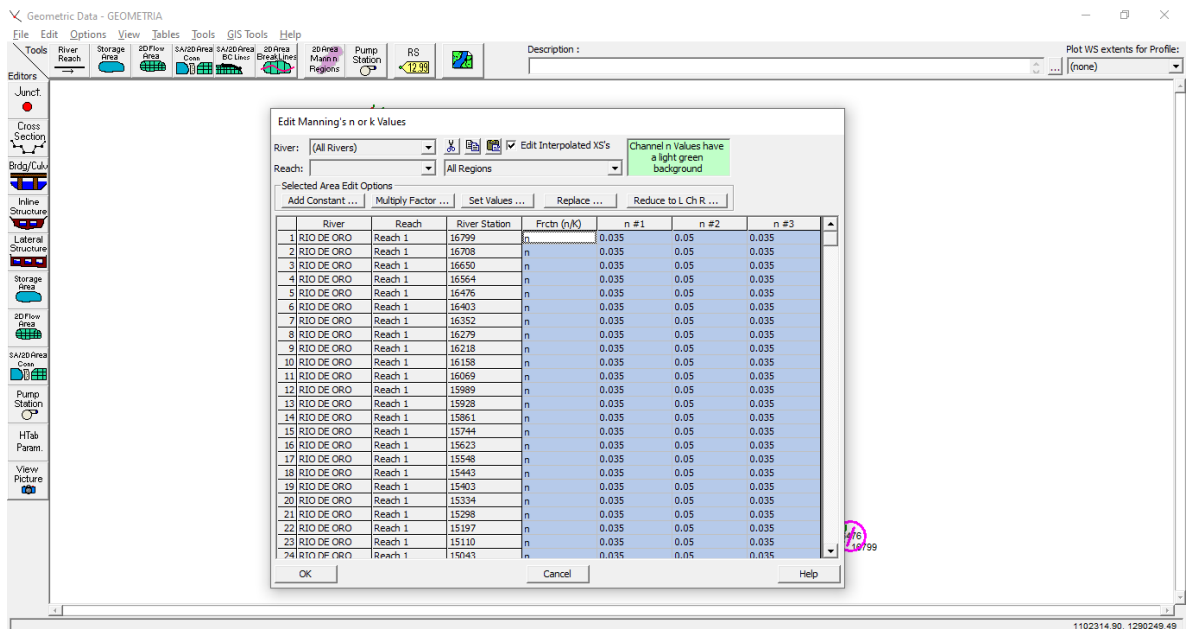 Geometric Data - GEOMETRIA
File Edit Options View Tables Tools GIS Tools Help
Tools River Reach Storage Area 2D Flow Area SA/2D Area Conn SA/2D Area BC Lines 2D Area BreakLines 2D Area Mann n Regions Pump Station RS 12.99 Description : Plot WS extents for Profile:
... (none)
Editors
Junct.
Cross Section
Brdg/Culv
Inline Structure
Lateral Structure
Storage Area
2D Flow Area
SA/2D Area Conn
Pump Station
HTab Param.
View Picture
Edit Manning's n or k Values
River: (All Rivers) Edit Interpolated XS's Channel n Values have a light green background
Reach: All Regions
Selected Area Edit Options
Add Constant ... Multiply Factor ... Set Values ... Replace ... Reduce to L Ch R ...
River Reach River Station Frctn (n/K) n #1 n #2 n #3
1 RIO DE ORO Reach 1 16799 n 0.035 0.05 0.035
2 RIO DE ORO Reach 1 16708 n 0.035 0.05 0.035
3 RIO DE ORO Reach 1 16650 n 0.035 0.05 0.035
4 RIO DE ORO Reach 1 16564 n 0.035 0.05 0.035
5 RIO DE ORO Reach 1 16476 n 0.035 0.05 0.035
6 RIO DE ORO Reach 1 16403 n 0.035 0.05 0.035
7 RIO DE ORO Reach 1 16352 n 0.035 0.05 0.035
8 RIO DE ORO Reach 1 16279 n 0.035 0.05 0.035
9 RIO DE ORO Reach 1 16218 n 0.035 0.05 0.035
10 RIO DE ORO Reach 1 16158 n 0.035 0.05 0.035
11 RIO DE ORO Reach 1 16069 n 0.035 0.05 0.035
12 RIO DE ORO Reach 1 15989 n 0.035 0.05 0.035
13 RIO DE ORO Reach 1 15928 n 0.035 0.05 0.035
14 RIO DE ORO Reach 1 15861 n 0.035 0.05 0.035
15 RIO DE ORO Reach 1 15744 n 0.035 0.05 0.035
16 RIO DE ORO Reach 1 15623 n 0.035 0.05 0.035
17 RIO DE ORO Reach 1 15548 n 0.035 0.05 0.035
18 RIO DE ORO Reach 1 15443 n 0.035 0.05 0.035
19 RIO DE ORO Reach 1 15403 n 0.035 0.05 0.035
20 RIO DE ORO Reach 1 15334 n 0.035 0.05 0.035
21 RIO DE ORO Reach 1 15298 n 0.035 0.05 0.035
22 RIO DE ORO Reach 1 15197 n 0.035 0.05 0.035
23 RIO DE ORO Reach 1 15110 n 0.035 0.05 0.035
24 RIO DE ORO Reach 1 15043 n 0.035 0.05 0.035
OK Cancel Help
16799
1102314.90, 1290249.49